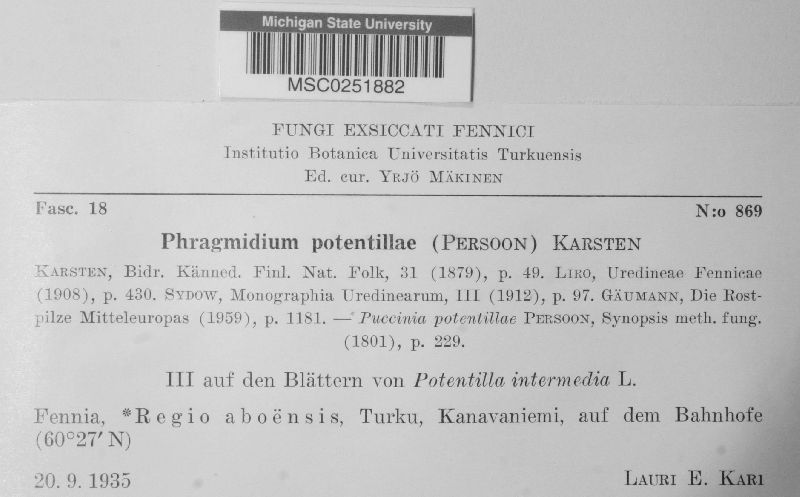 Michigan State University
MSC0251882
FUNGI EXSICCATI FENNICI
Institutio Botanica Universitatis Turkuensis
Ed. cur. YRJÖ MÄKINEN
Fasc. 18 N:o 869
Phragmidium potentillae (PERSOON) KARSTEN
KARSTEN, Bidr. Känned. Finl. Nat. Folk, 31 (1879), p. 49. LIRO, Uredineae Fennicae
(1908), p. 430. SYDOW, Monographia Uredinearum, III (1912), p. 97. GÄUMANN, Die Rost-
pilze Mitteleuropas (1959), p. 1181. — Puccinia potentillae PERSOON, Synopsis meth. fung.
(1801), p. 229.
III auf den Blättern von Potentilla intermedia L.
Fennia, *Regio aboënsis, Turku, Kanavaniemi, auf dem Bahnhofe
(60°27′ N)
20. 9. 1935 LAURI E. KARI